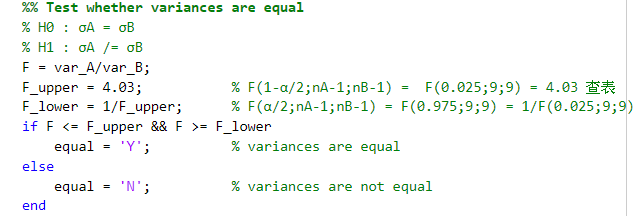 %% Test whether variances are equal
% H0 : σA = σB
% H1 : σA /= σB
F = var_A/var_B;
F_upper = 4.03; % F(1-α/2;nA-1;nB-1) = F(0.025;9;9) = 4.03 查表
F_lower = 1/F_upper; % F(α/2;nA-1;nB-1) = F(0.975;9;9) = 1/F(0.025;9;9)
if F <= F_upper && F >= F_lower
equal = 'Y'; % variances are equal
else
equal = 'N'; % variances are not equal
end